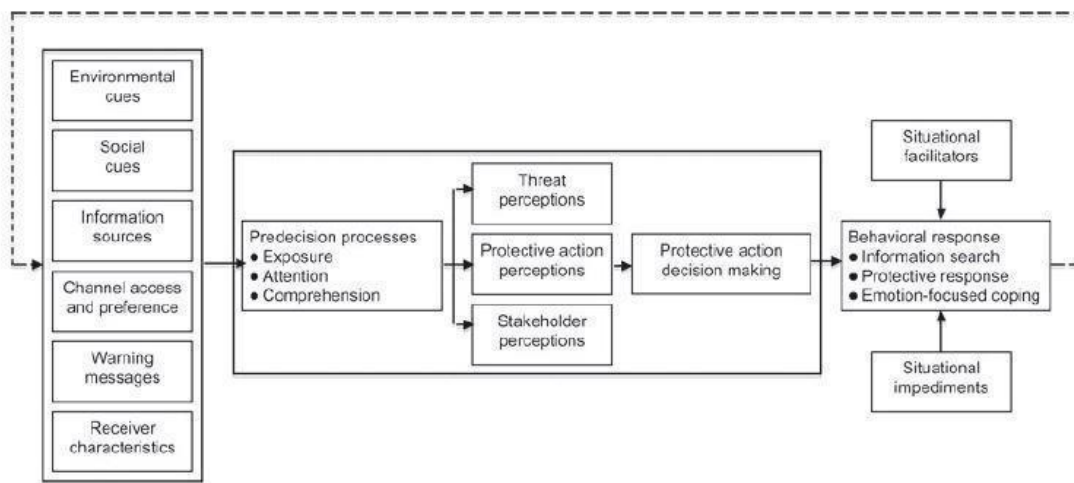 Environmental
cues
Social
cues
Information
sources
Channel access
and preference
Warning
messages
Receiver
characteristics
Predecision processes
● Exposure
● Attention
● Comprehension
Threat
perceptions
Protective action
perceptions
Stakeholder
perceptions
Protective action
decision making
Situational
facilitators
Behavioral response
● Information search
● Protective response
● Emotion-focused coping
Situational
impediments